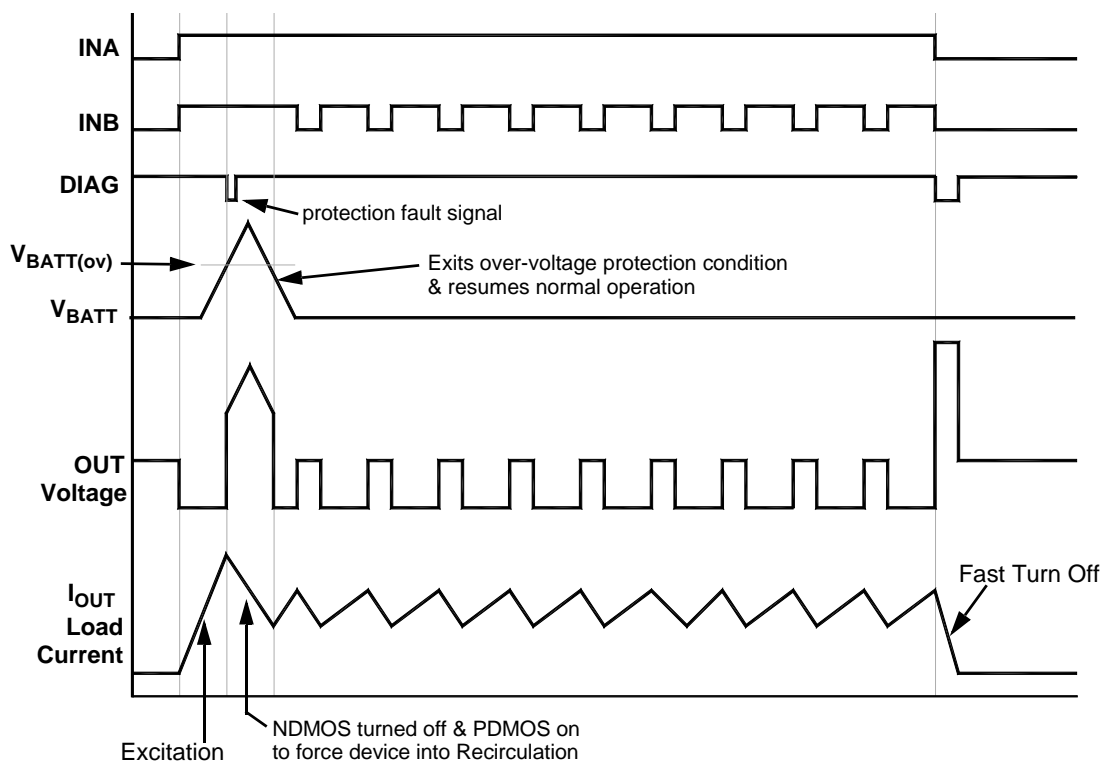 INA
INB
DIAG
protection fault signal
VBATT(ov)
Exits over-voltage protection condition
& resumes normal operation
VBATT
OUT
Voltage
IOUT
Load
Current
Fast Turn Off
Excitation
NDMOS turned off & PDMOS on
to force device into Recirculation